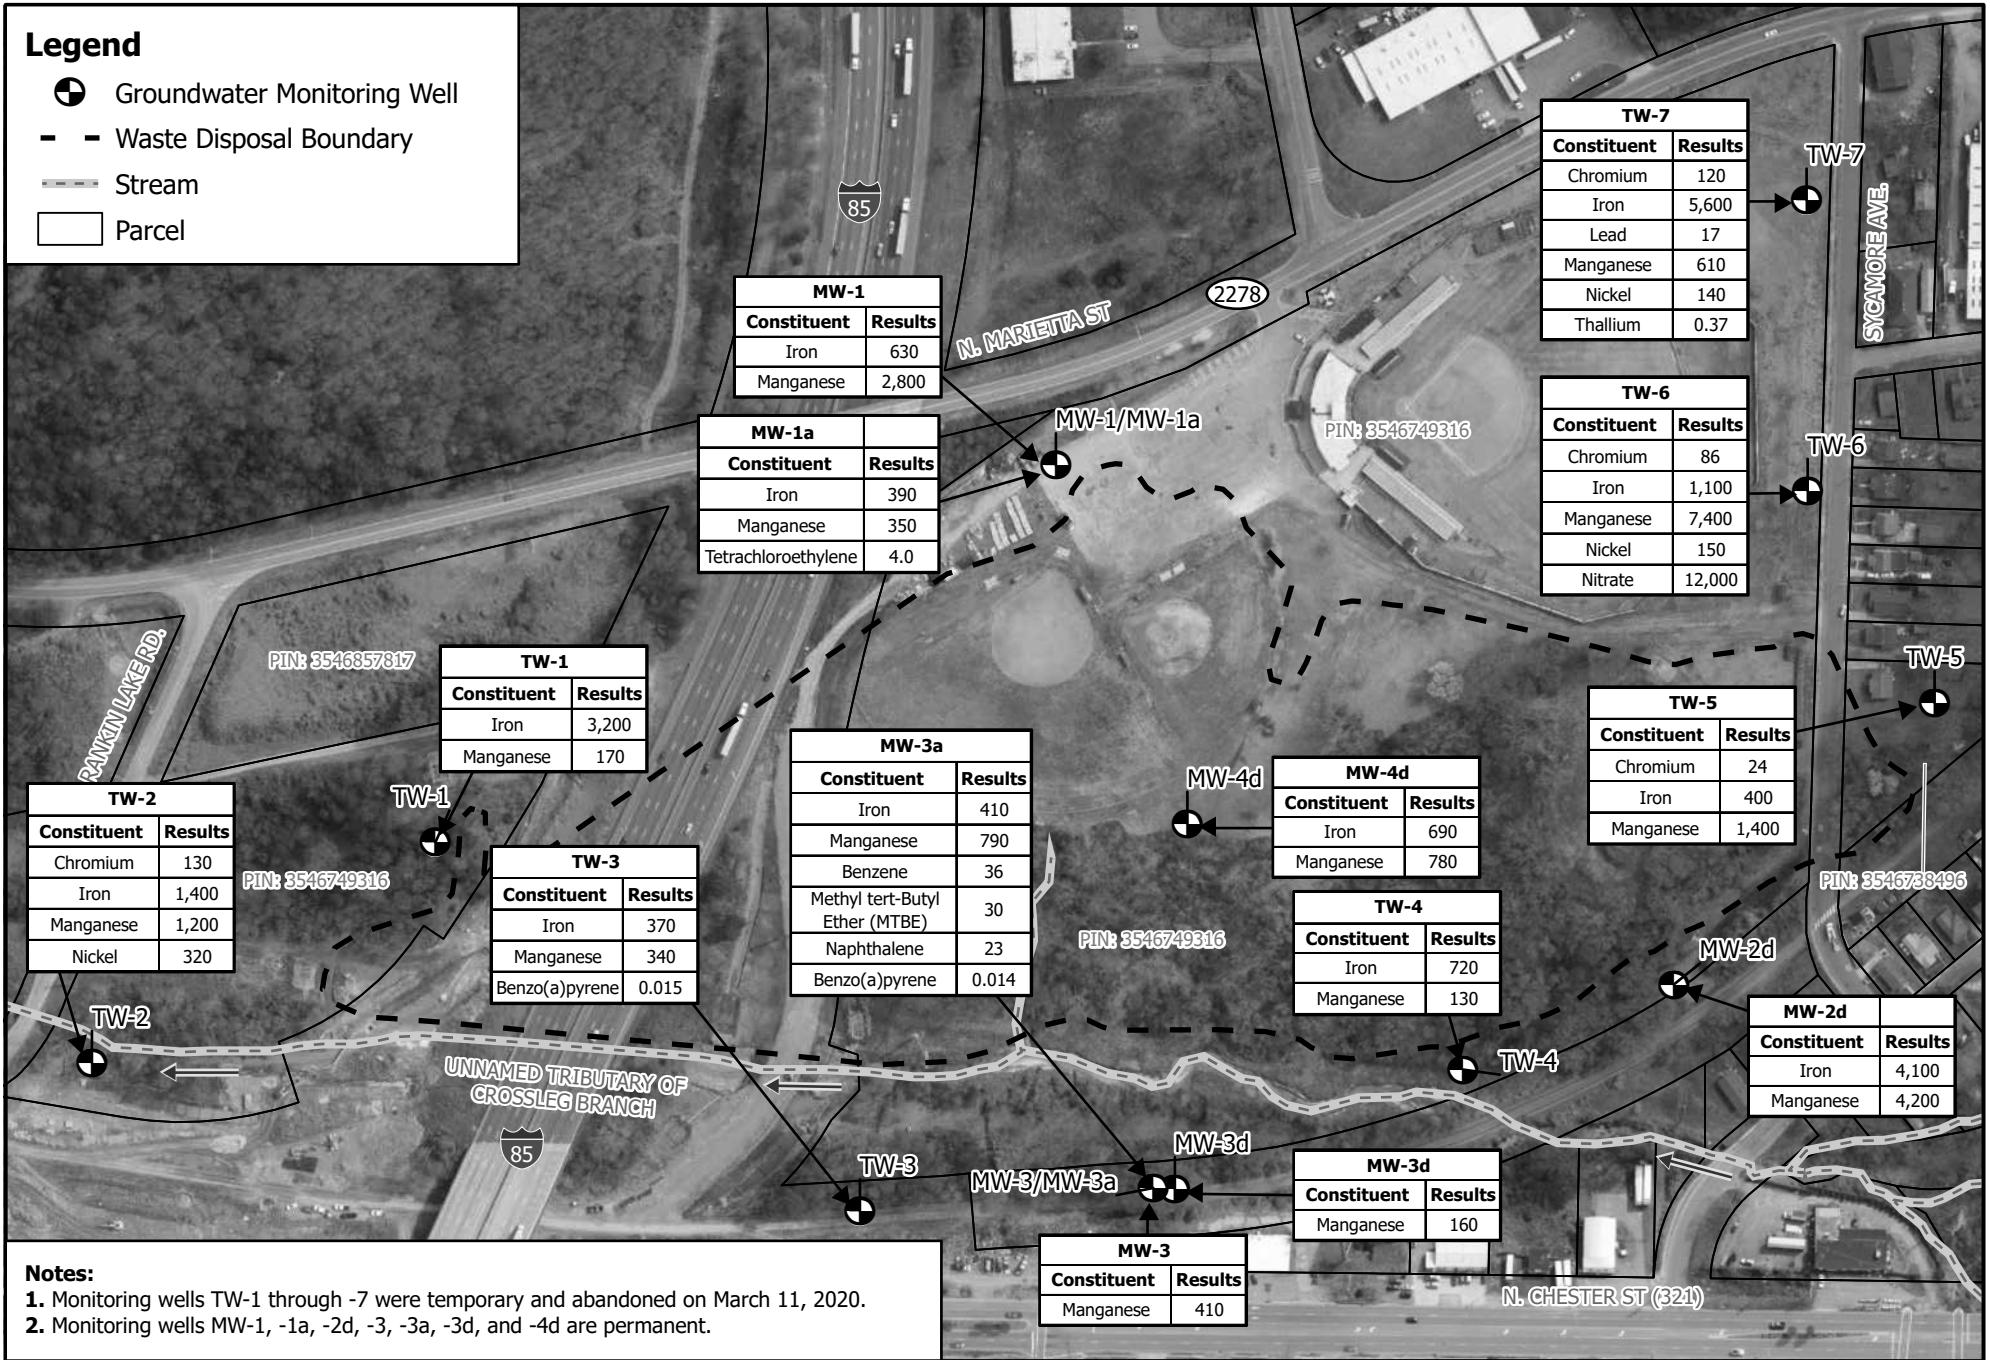 Legend
Groundwater Monitoring Well
Waste Disposal Boundary
Stream
Parcel
85
2278
N. MARIETTA ST
SYCAMORE AVE.
RANKIN LAKE RD.
TW-7
Constituent Results
Chromium 120
Iron 5,600
Lead 17
Manganese 610
Nickel 140
Thallium 0.37
TW-7
MW-1
Constituent Results
Iron 630
Manganese 2,800
MW-1a
Constituent Results
Iron 390
Manganese 350
Tetrachloroethylene 4.0
MW-1/MW-1a
PIN: 3546749316
TW-6
Constituent Results
Chromium 86
Iron 1,100
Manganese 7,400
Nickel 150
Nitrate 12,000
TW-6
PIN: 3546857817
TW-1
Constituent Results
Iron 3,200
Manganese 170
TW-1
TW-5
Constituent Results
Chromium 24
Iron 400
Manganese 1,400
TW-5
TW-2
Constituent Results
Chromium 130
Iron 1,400
Manganese 1,200
Nickel 320
TW-2
PIN: 3546749316
TW-3
Constituent Results
Iron 370
Manganese 340
Benzo(a)pyrene 0.015
MW-3a
Constituent Results
Iron 410
Manganese 790
Benzene 36
Methyl tert-Butyl
Ether (MTBE) 30
Naphthalene 23
Benzo(a)pyrene 0.014
MW-4d
MW-4d
Constituent Results
Iron 690
Manganese 780
PIN: 3546749316
TW-4
Constituent Results
Iron 720
Manganese 130
TW-4
PIN: 3546738496
MW-2d
MW-2d
Constituent Results
Iron 4,100
Manganese 4,200
UNNAMED TRIBUTARY OF
CROSSLEG BRANCH
85
TW-3
MW-3/MW-3a
MW-3d
MW-3d
Constituent Results
Manganese 160
MW-3
Constituent Results
Manganese 410
N. CHESTER ST (321)
Notes:
1. Monitoring wells TW-1 through -7 were temporary and abandoned on March 11, 2020.
2. Monitoring wells MW-1, -1a, -2d, -3, -3a, -3d, and -4d are permanent.